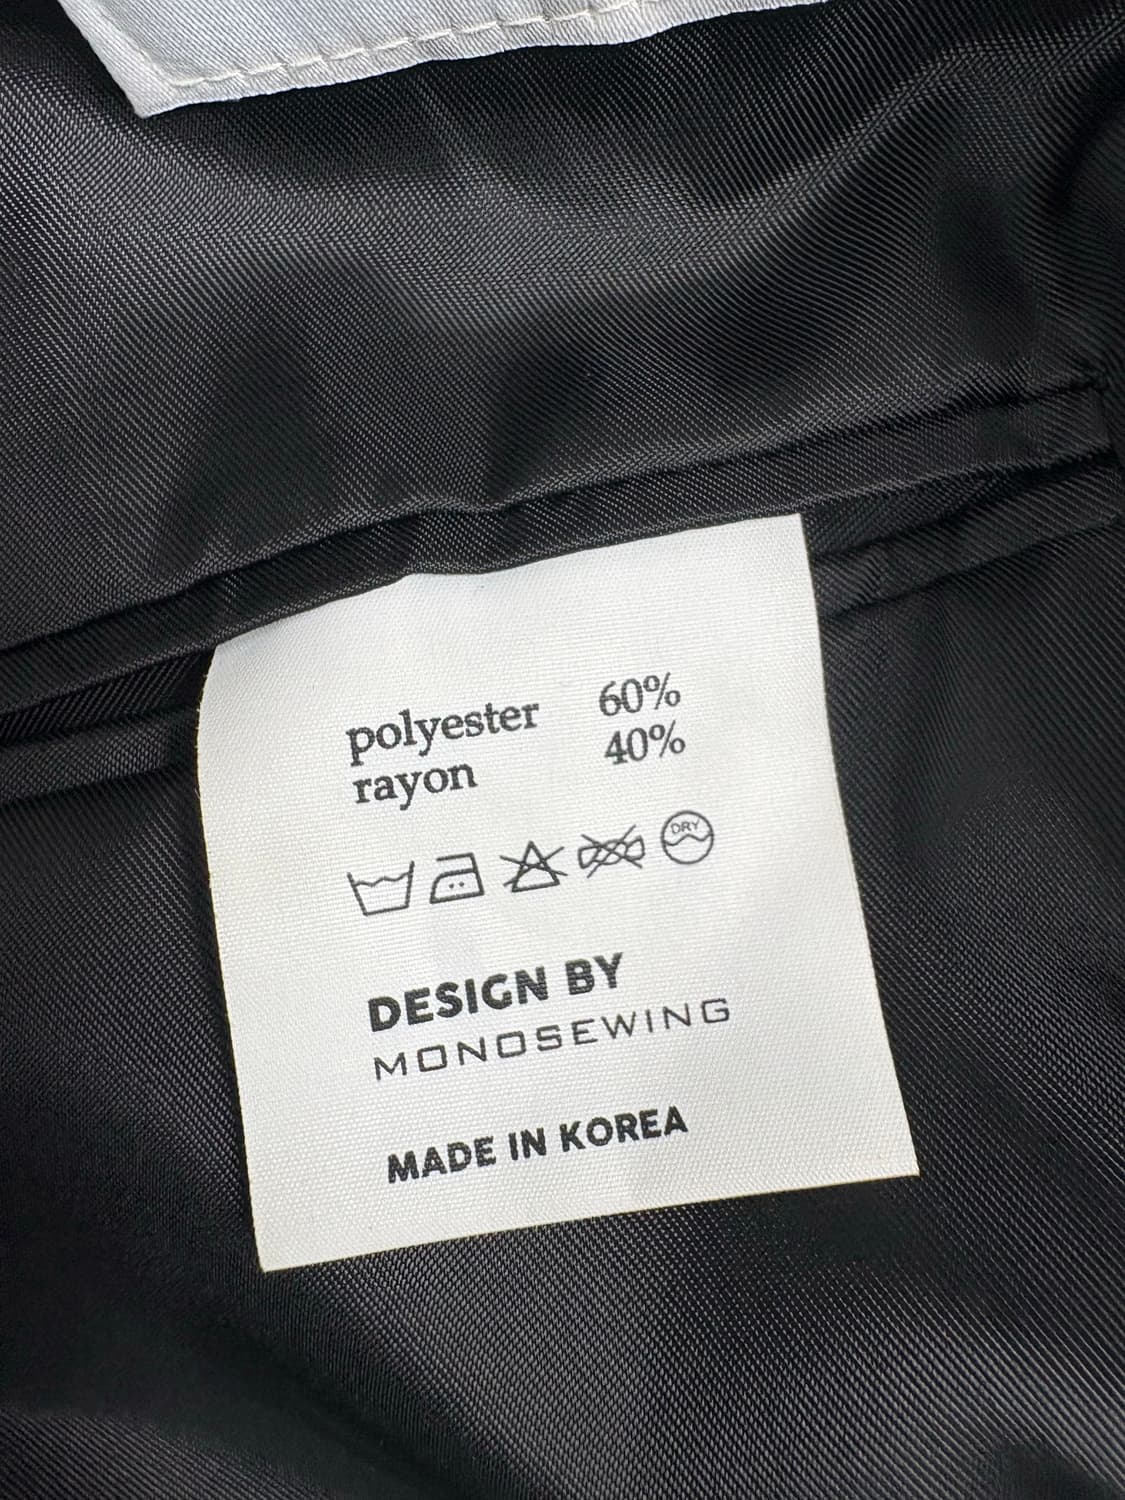 polyester 60%
rayon 40%
DRY
DESIGN BY
MONOSEWING
MADE IN KOREA